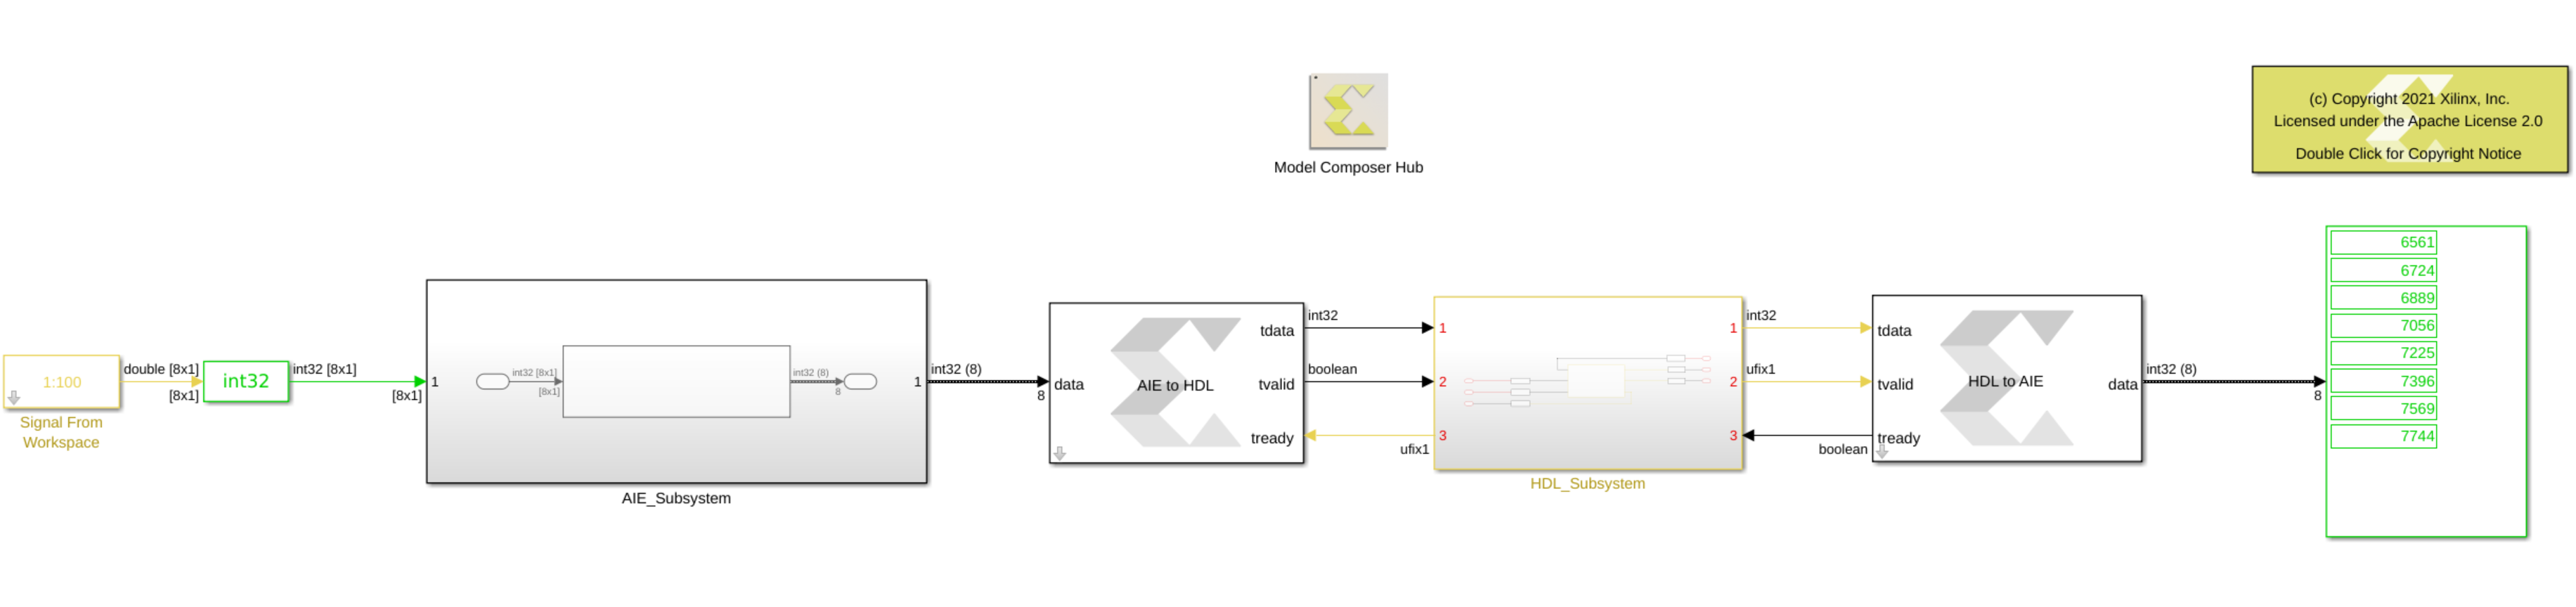 Model Composer Hub
(c) Copyright 2021 Xilinx, Inc.
Licensed under the Apache License 2.0
Double Click for Copyright Notice
1:100
Signal From
Workspace
double [8x1]
[8x1]
int32
int32 [8x1]
[8x1]
1
int32 [8x1]
[8x1]
int32 (8)
8
1
AIE_Subsystem
int32 (8)
8
data
AIE to HDL
tdata
tvalid
tready
int32
boolean
ufix1
1
2
3
1
2
3
HDL_Subsystem
int32
ufix1
boolean
tdata
tvalid
tready
HDL to AIE
data
int32 (8)
8
6561
6724
6889
7056
7225
7396
7569
7744